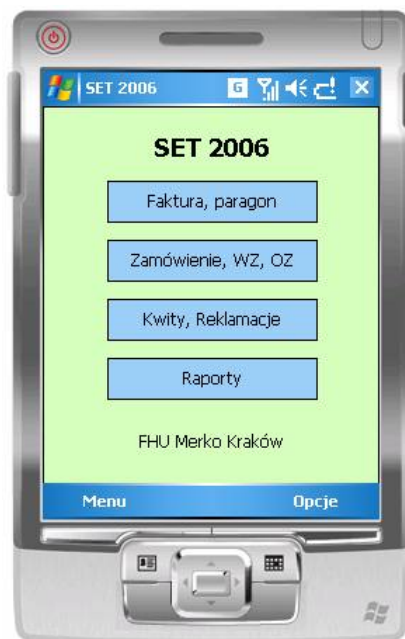 SET 2006
G
SET 2006
Faktura, paragon
Zamówienie, WZ, OZ
Kwity, Reklamacje
Raporty
FHU Merko Kraków
Menu
Opcje